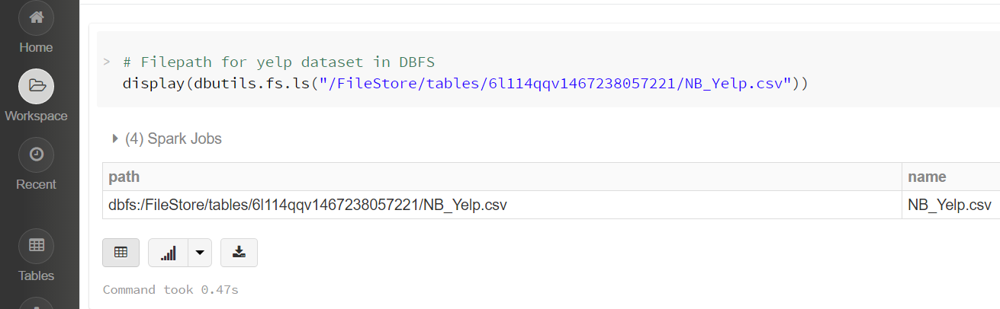 Home
Workspace
Recent
Tables
> # Filepath for yelp dataset in DBFS
display(dbutils.fs.ls("/FileStore/tables/6l114qqv1467238057221/NB_Yelp.csv"))
(4) Spark Jobs
path name
dbfs:/FileStore/tables/6l114qqv1467238057221/NB_Yelp.csv NB_Yelp.csv
Command took 0.47s